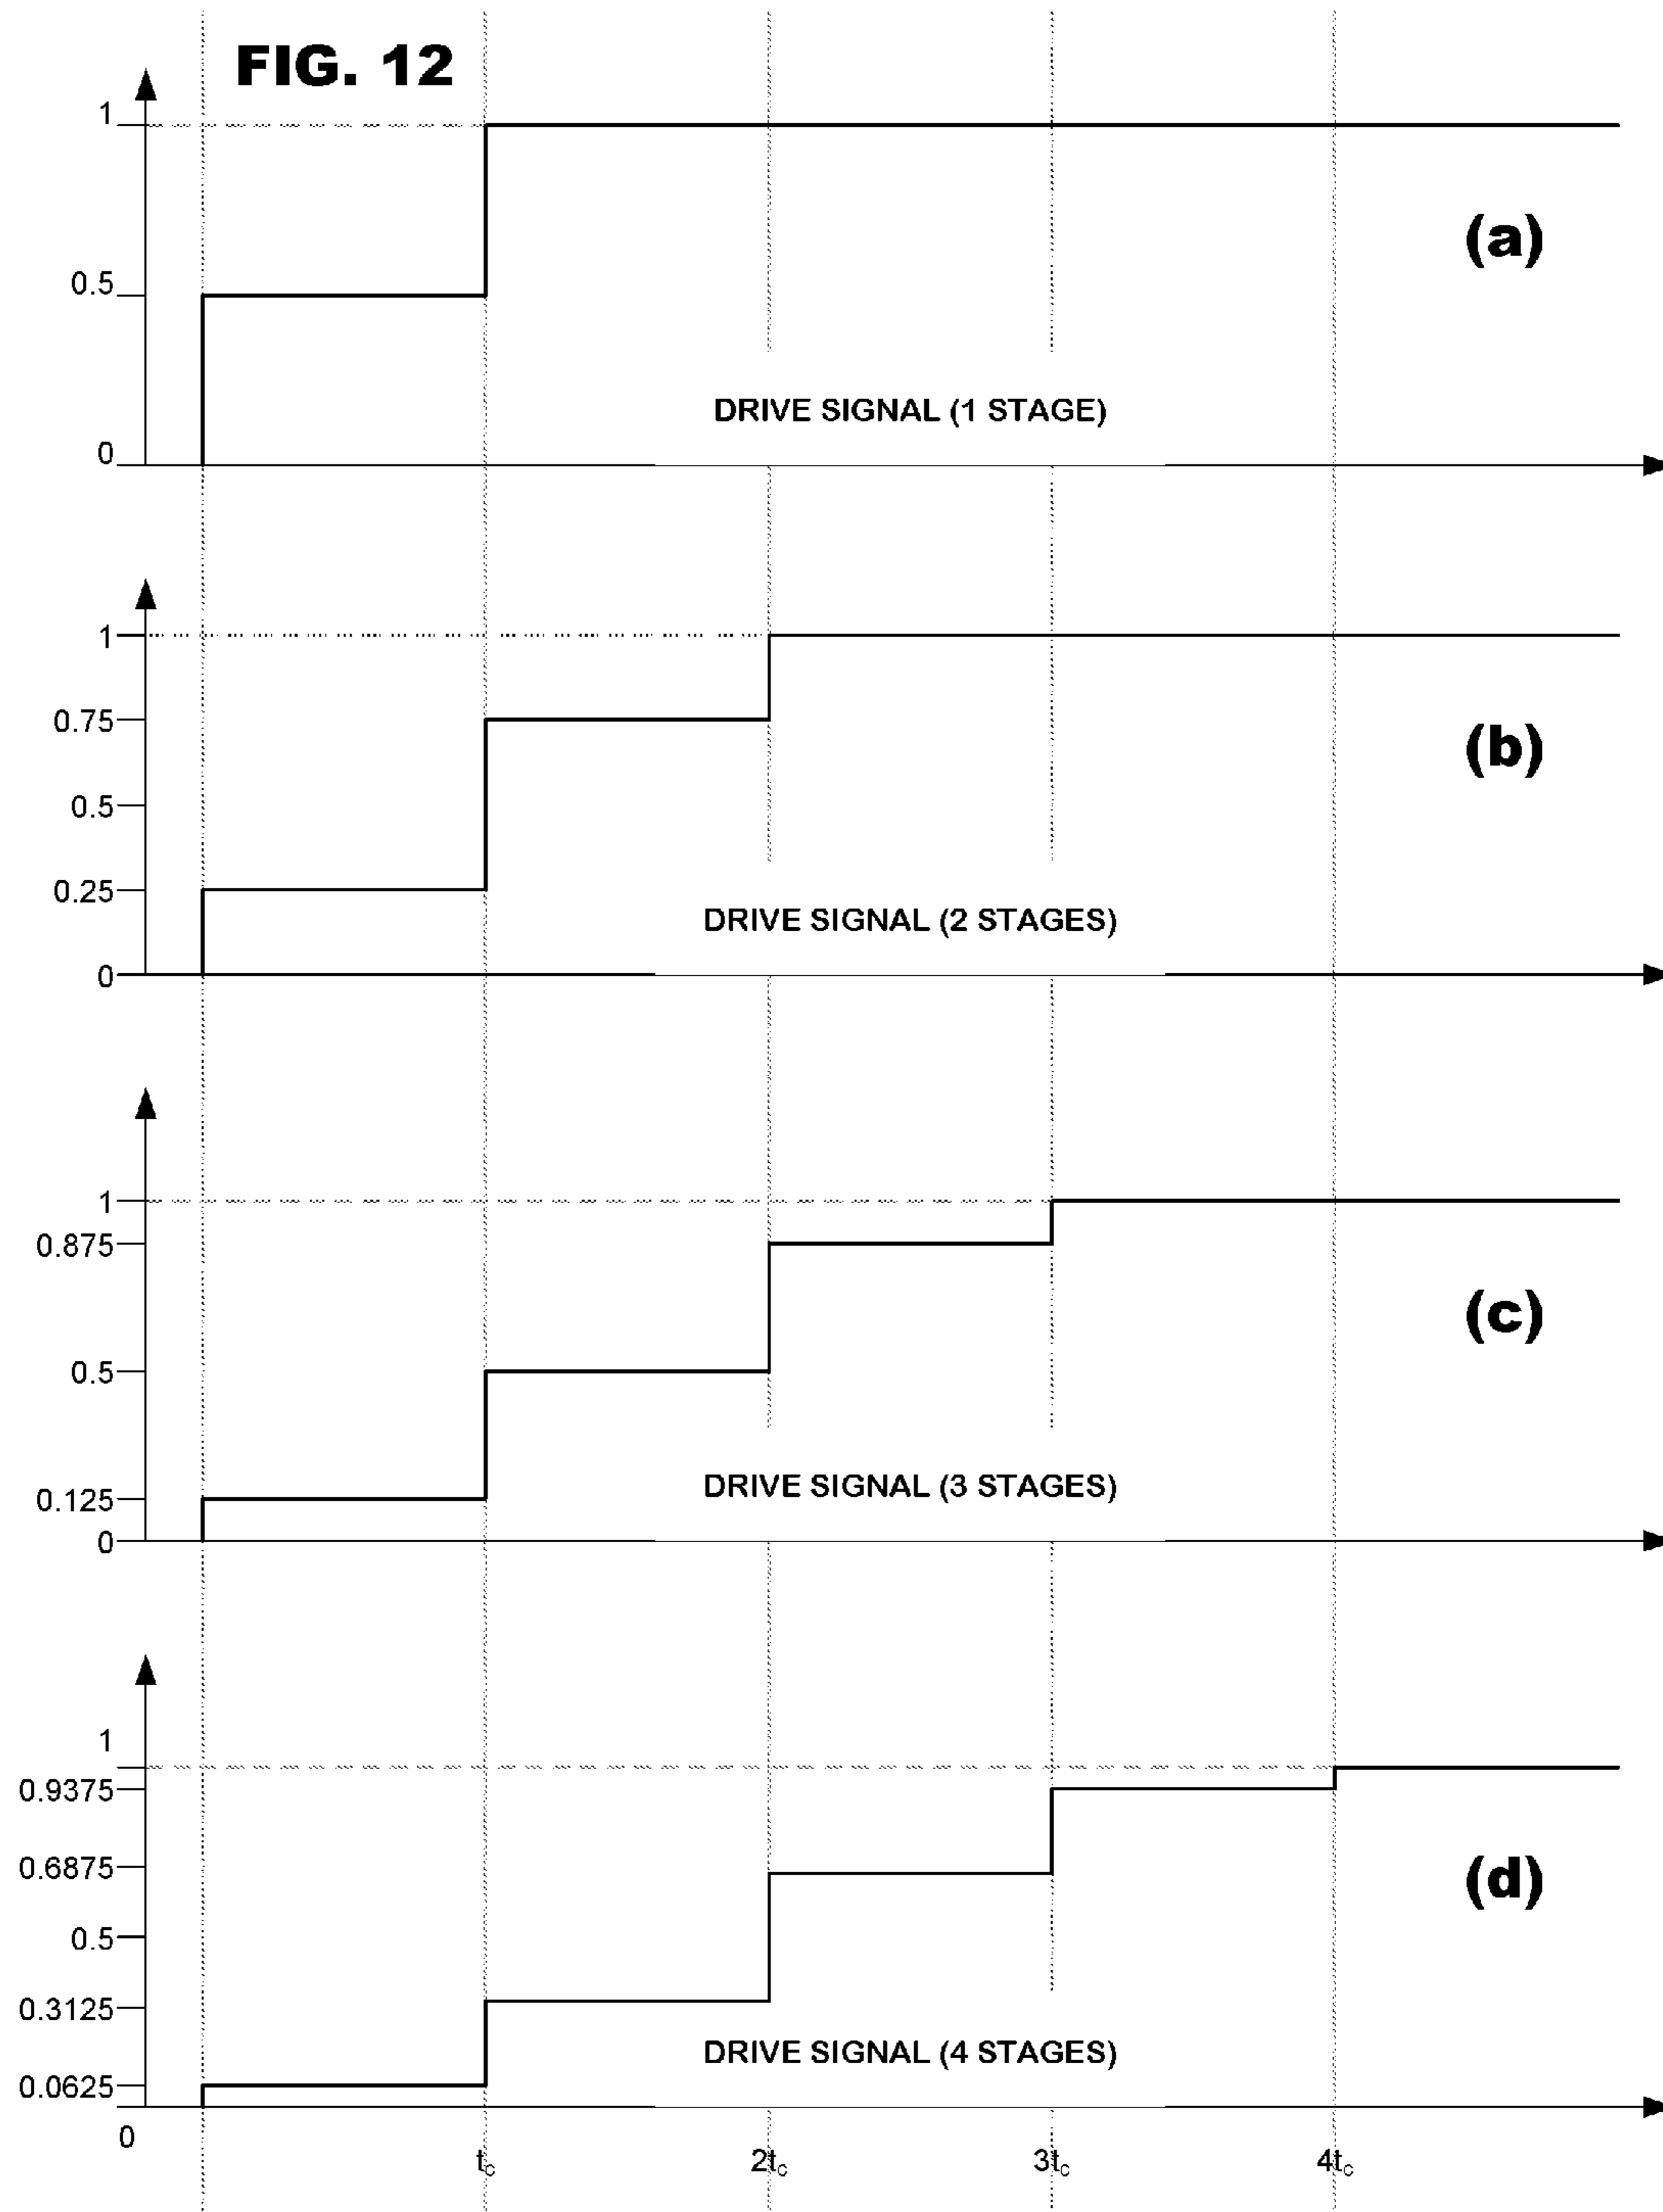 FIG. 12
1
0.5
0
(a)
DRIVE SIGNAL (1 STAGE)
1
0.75
0.5
0.25
0
(b)
DRIVE SIGNAL (2 STAGES)
1
0.875
0.5
0.125
0
(c)
DRIVE SIGNAL (3 STAGES)
1
0.9375
0.6875
0.5
0.3125
0.0625
0
(d)
DRIVE SIGNAL (4 STAGES)
tc 2tc 3tc 4tc